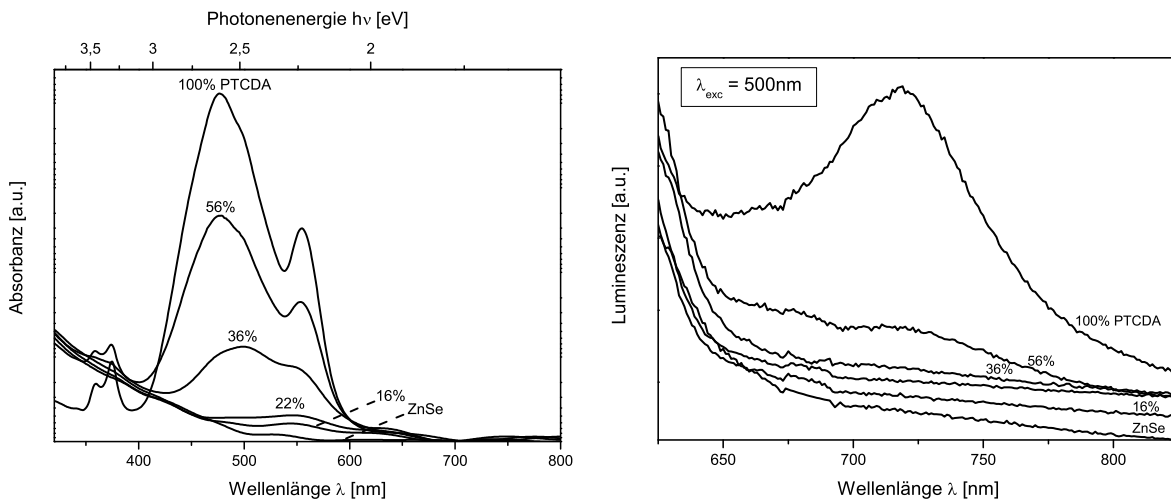 Photonenenergie hν [eV]
3,5 3 2,5 2
100% PTCDA
56%
36%
22%
16%
ZnSe
Absorbanz [a.u.]
400 500 600 700 800
Wellenlänge λ [nm]
λexc = 500nm
100% PTCDA
56%
36%
16%
ZnSe
Lumineszenz [a.u.]
650 700 750 800
Wellenlänge λ [nm]